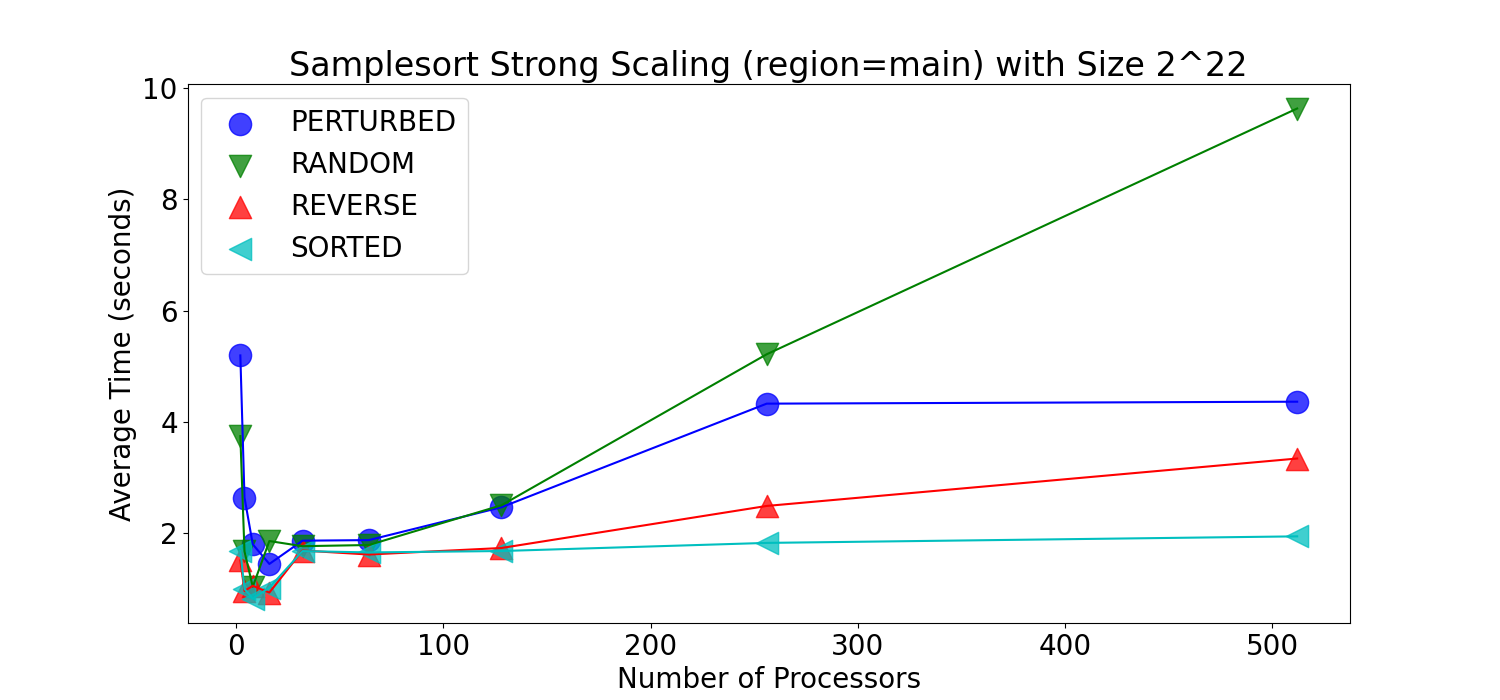 Samplesort Strong Scaling (region=main) with Size 2^22
10
8
6
4
2
Average Time (seconds)
PERTURBED
RANDOM
REVERSE
SORTED
0 100 200 300 400 500
Number of Processors